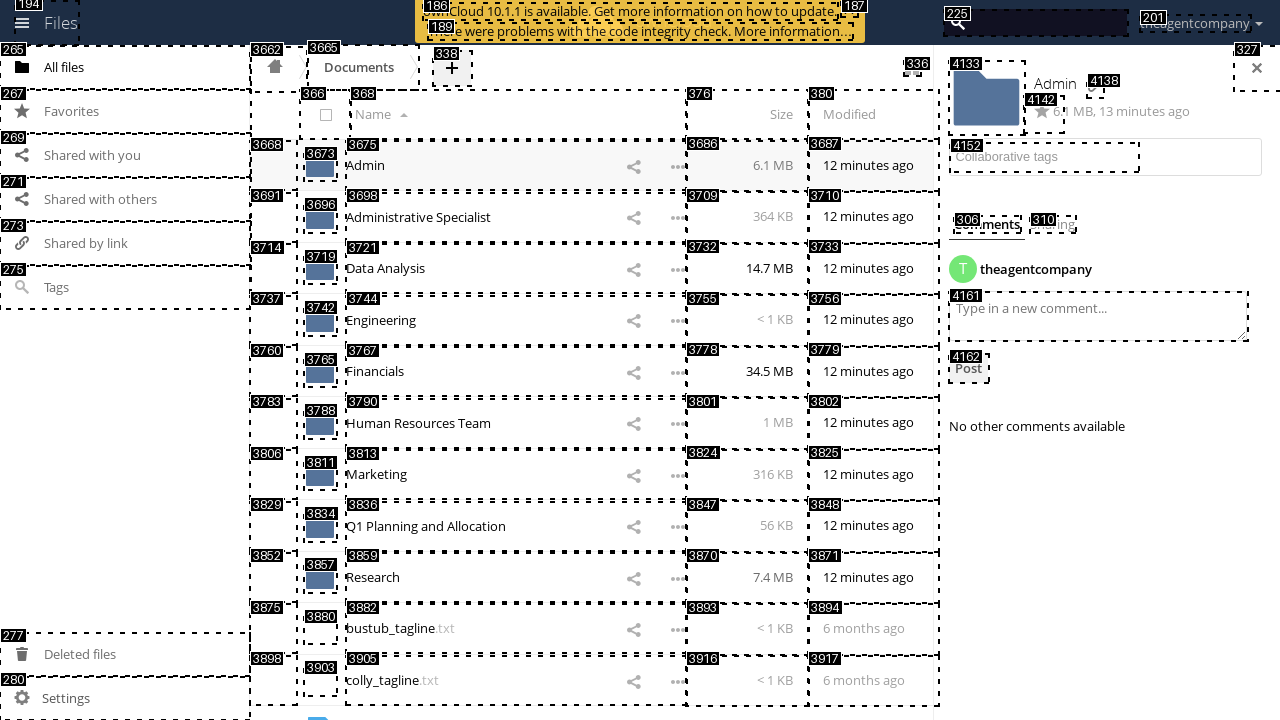 194
Files
186
ownCloud 10.1.1 is available. Get more information on how to update.
187
189
There were problems with the code integrity check. More information…
225
201
theagentcompany
265
All files
267
Favorites
269
Shared with you
271
Shared with others
273
Shared by link
275
Tags
277
Deleted files
280
Settings
3662
3665
Documents
338
+
336
366
368
Name
376
Size
380
Modified
3668
3673
3675
Admin
3686
6.1 MB
3687
12 minutes ago
3691
3696
3698
Administrative Specialist
3709
364 KB
3710
12 minutes ago
3714
3719
3721
Data Analysis
3732
14.7 MB
3733
12 minutes ago
3737
3742
3744
Engineering
3755
< 1 KB
3756
12 minutes ago
3760
3765
3767
Financials
3778
34.5 MB
3779
12 minutes ago
3783
3788
3790
Human Resources Team
3801
1 MB
3802
12 minutes ago
3806
3811
3813
Marketing
3824
316 KB
3825
12 minutes ago
3829
3834
3836
Q1 Planning and Allocation
3847
56 KB
3848
12 minutes ago
3852
3857
3859
Research
3870
7.4 MB
3871
12 minutes ago
3875
3880
3882
bustub_tagline.txt
3893
< 1 KB
3894
6 months ago
3898
3903
3905
colly_tagline.txt
3916
< 1 KB
3917
6 months ago
327
4133
Admin
4138
4142
6.1 MB, 13 minutes ago
4152
Collaborative tags
306
Comments
310
Sharing
T
theagentcompany
4161
Type in a new comment...
4162
Post
No other comments available